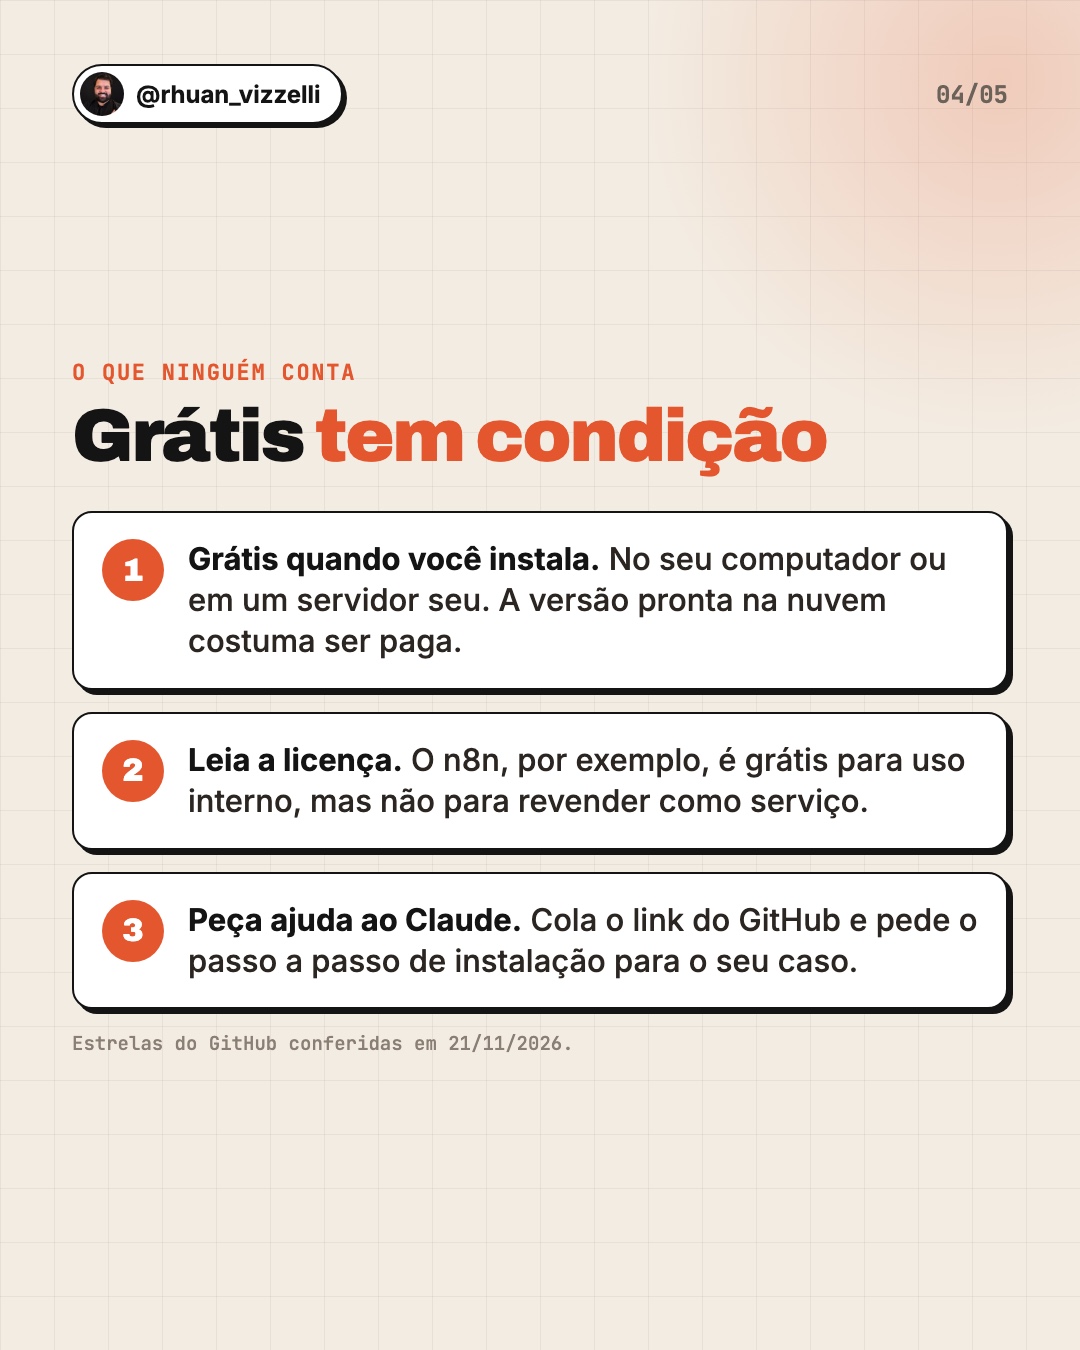 @rhuan_vizzelli
04/05
O QUE NINGUÉM CONTA
Grátis tem condição
1
Grátis quando você instala. No seu computador ou
em um servidor seu. A versão pronta na nuvem
costuma ser paga.
2
Leia a licença. O n8n, por exemplo, é grátis para uso
interno, mas não para revender como serviço.
3
Peça ajuda ao Claude. Cola o link do GitHub e pede o
passo a passo de instalação para o seu caso.
Estrelas do GitHub conferidas em 21/11/2026.